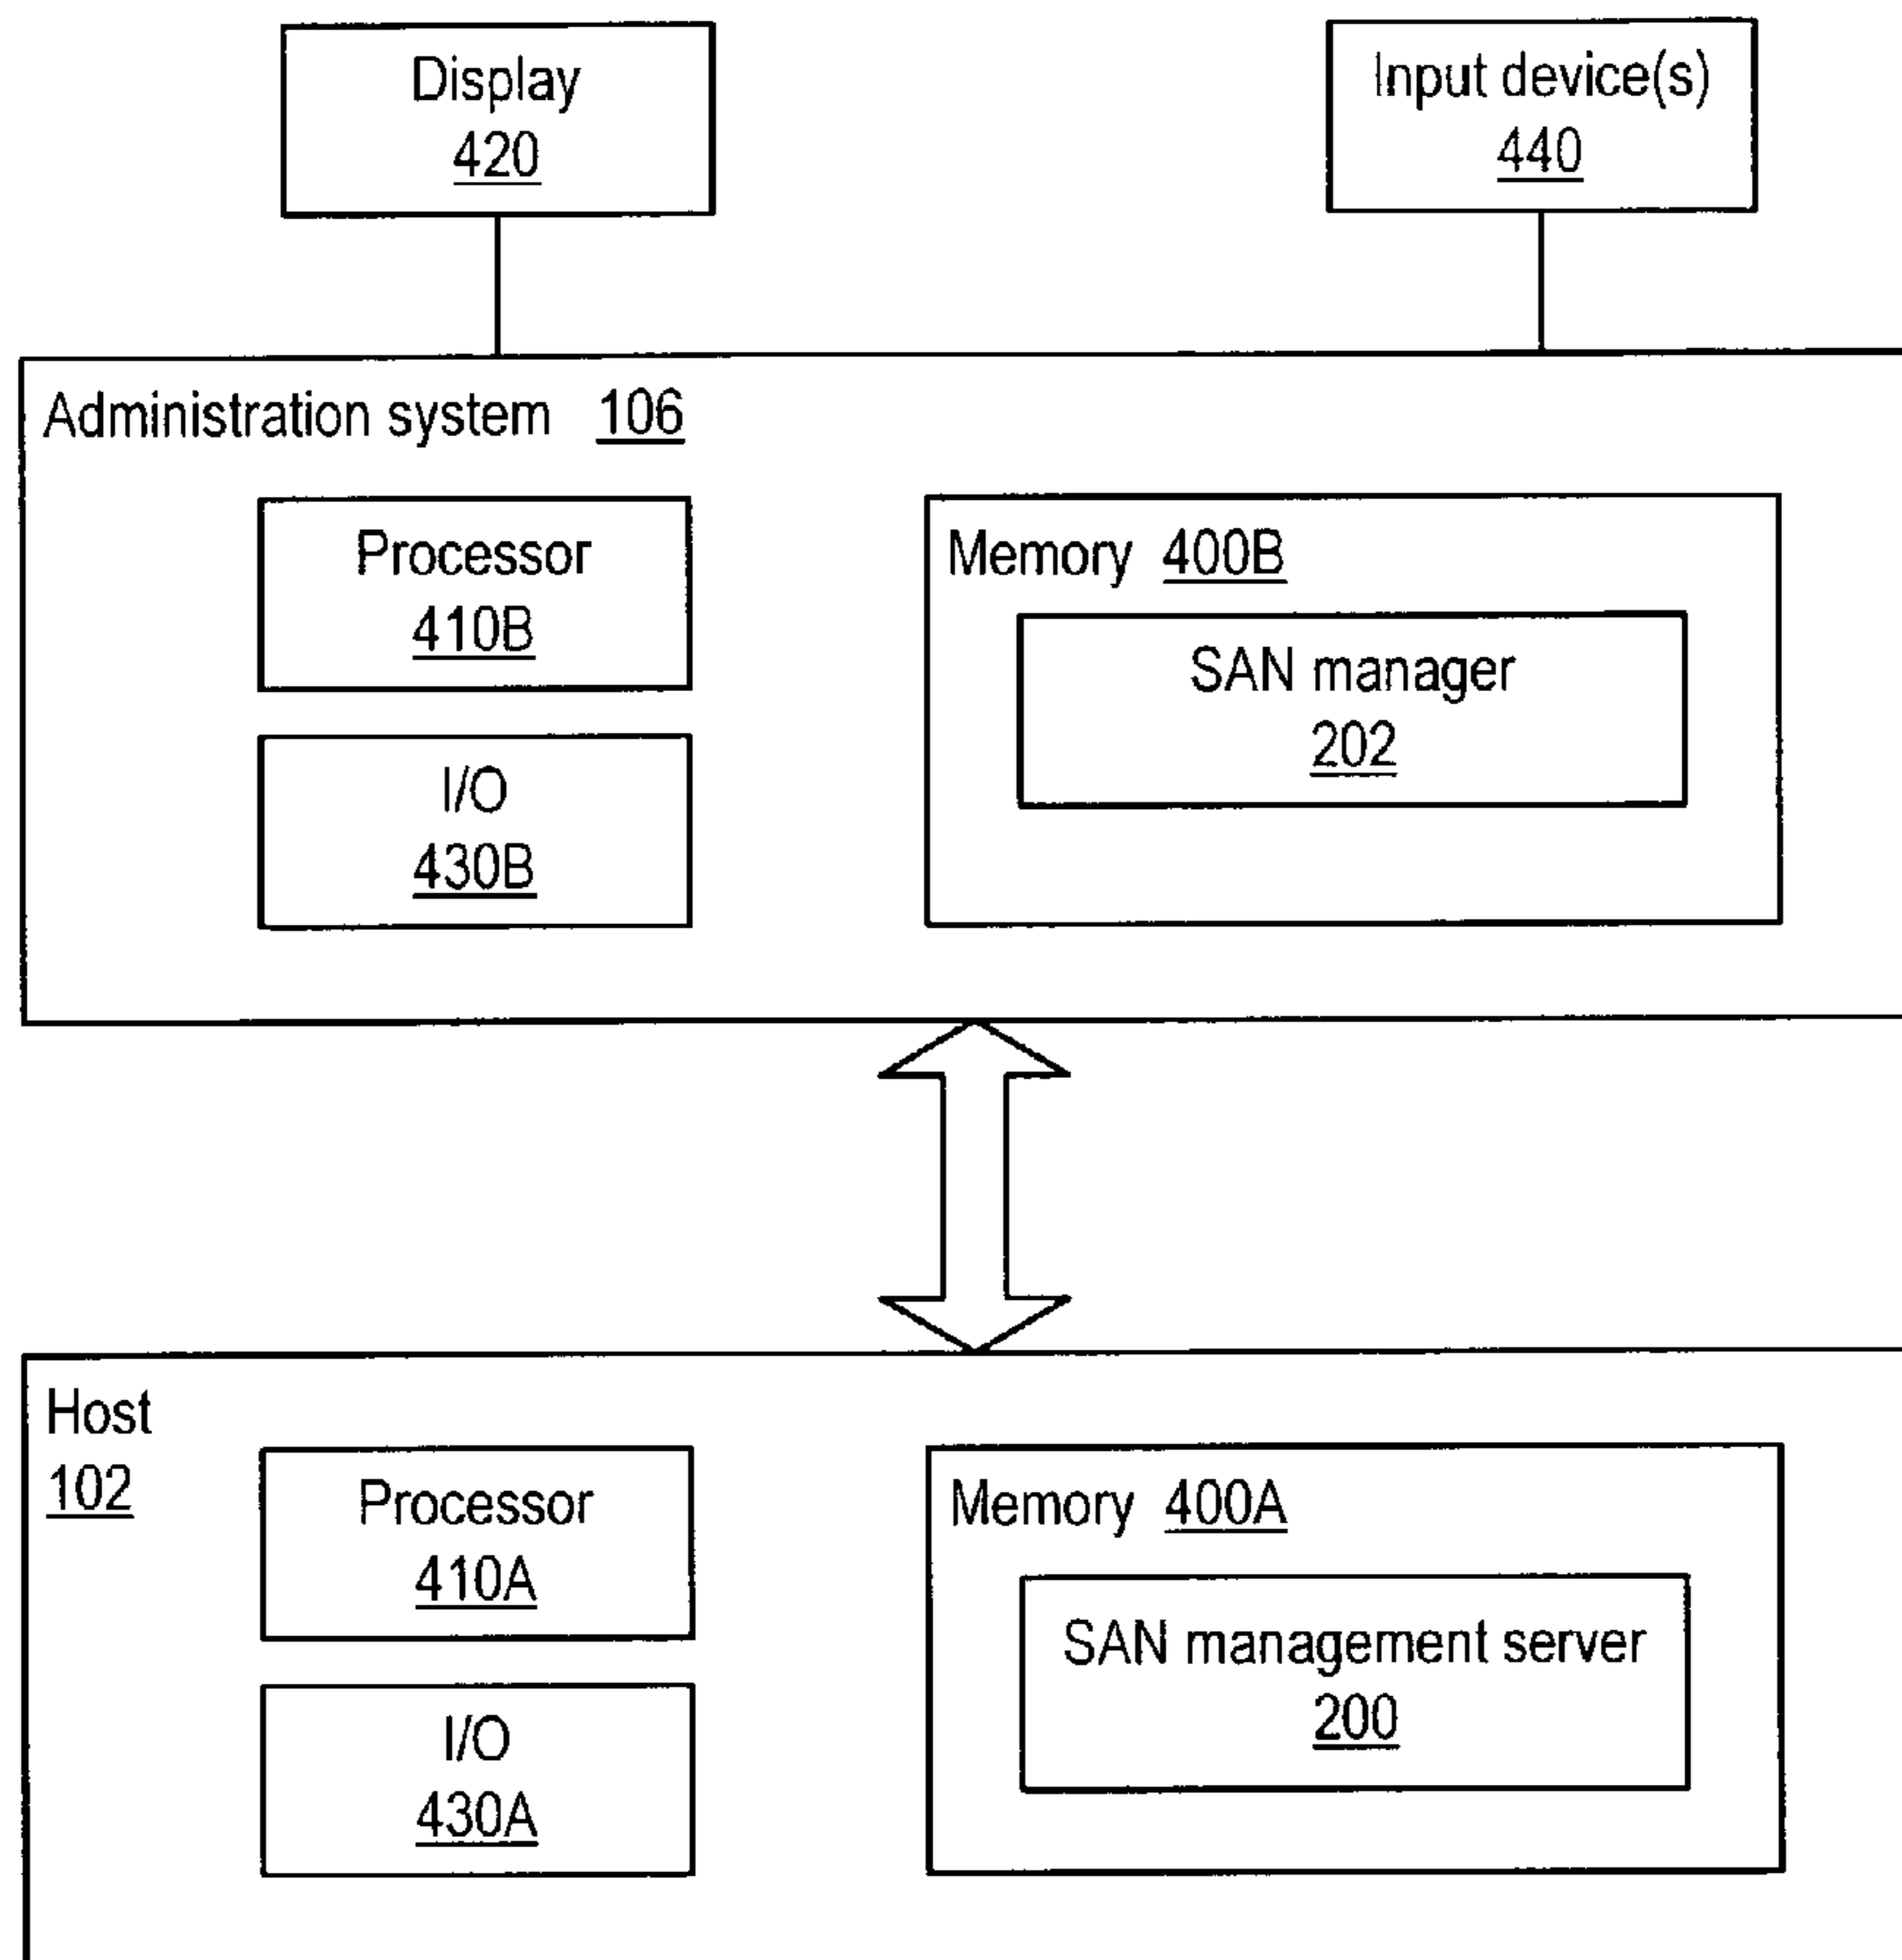 Display
420
Input device(s)
440
Administration system 106
Processor
410B
Memory 400B
SAN manager
202
I/O
430B
Host
102
Processor
410A
Memory 400A
SAN management server
200
I/O
430A